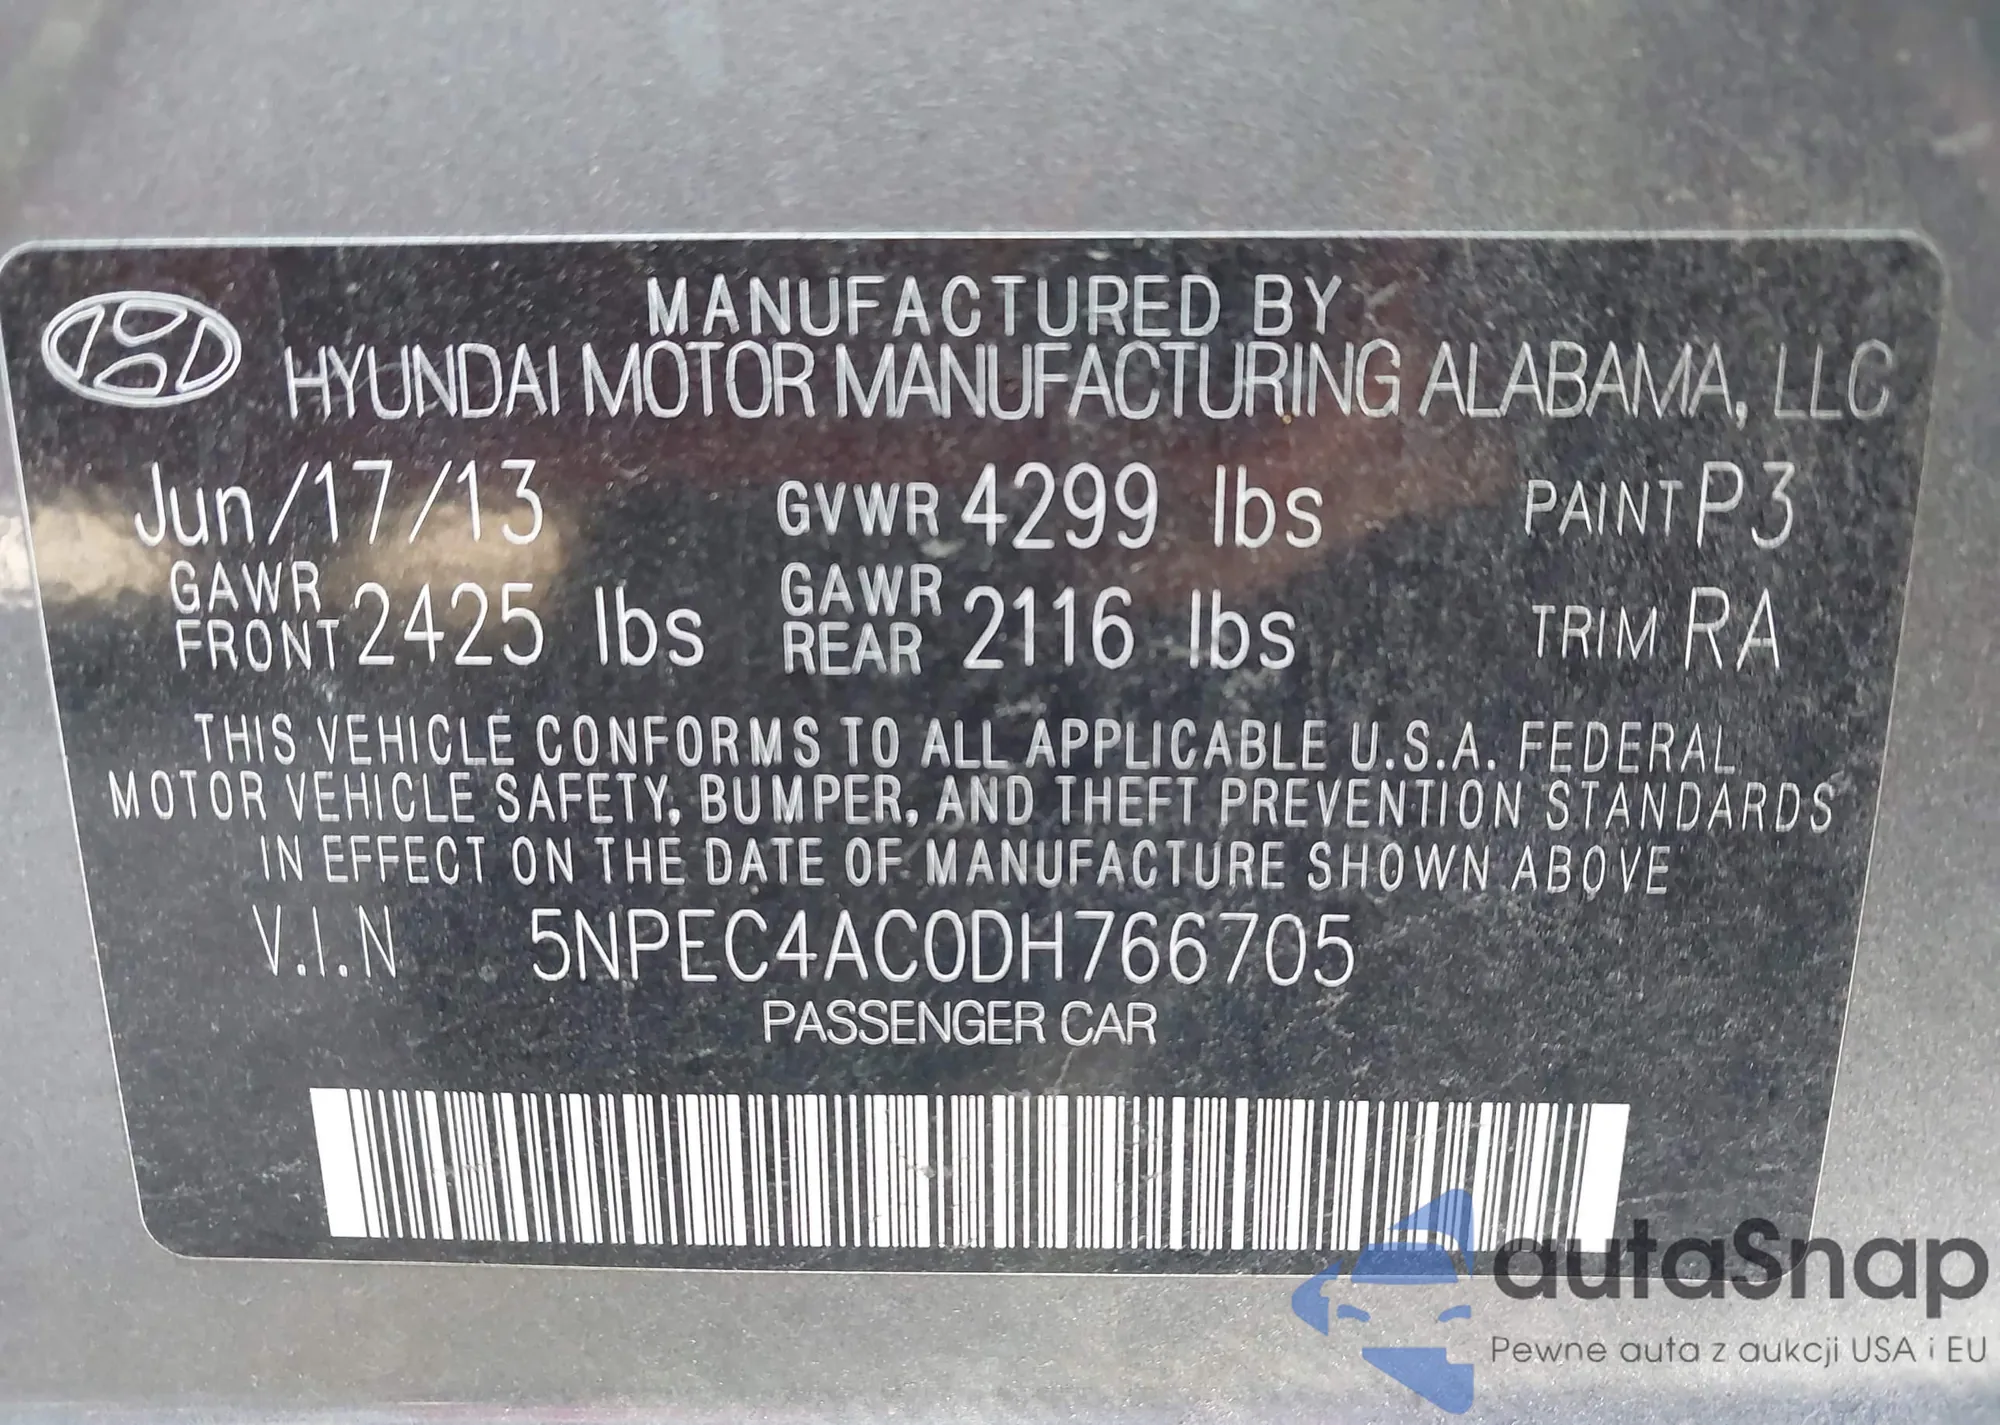 MANUFACTURED BY
HYUNDAI MOTOR MANUFACTURING ALABAMA, LLC
Jun/17/13 GVWR 4299 lbs PAINT P3
GAWR FRONT 2425 lbs GAWR REAR 2116 lbs TRIM RA
THIS VEHICLE CONFORMS TO ALL APPLICABLE U.S.A. FEDERAL
MOTOR VEHICLE SAFETY, BUMPER, AND THEFT PREVENTION STANDARDS
IN EFFECT ON THE DATE OF MANUFACTURE SHOWN ABOVE
V.I.N 5NPEC4AC0DH766705
PASSENGER CAR
autaSnap
Pewne auta z aukcji USA i EU